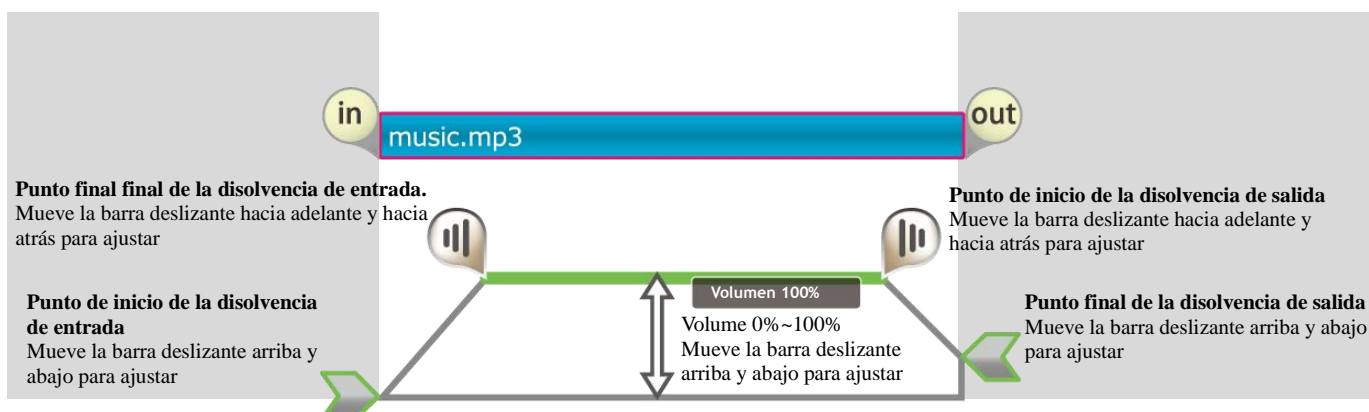 in
out
music.mp3
Punto final final de la disolvencia de entrada.
Mueve la barra deslizante hacia adelante y hacia
atrás para ajustar
Punto de inicio de la disolvencia de salida
Mueve la barra deslizante hacia adelante y
hacia atrás para ajustar
Punto de inicio de la disolvencia
de entrada
Mueve la barra deslizante arriba y
abajo para ajustar
Volumen 100%
Volume 0%~100%
Mueve la barra deslizante
arriba y abajo para ajustar
Punto final de la disolvencia de salida
Mueve la barra deslizante arriba y abajo
para ajustar